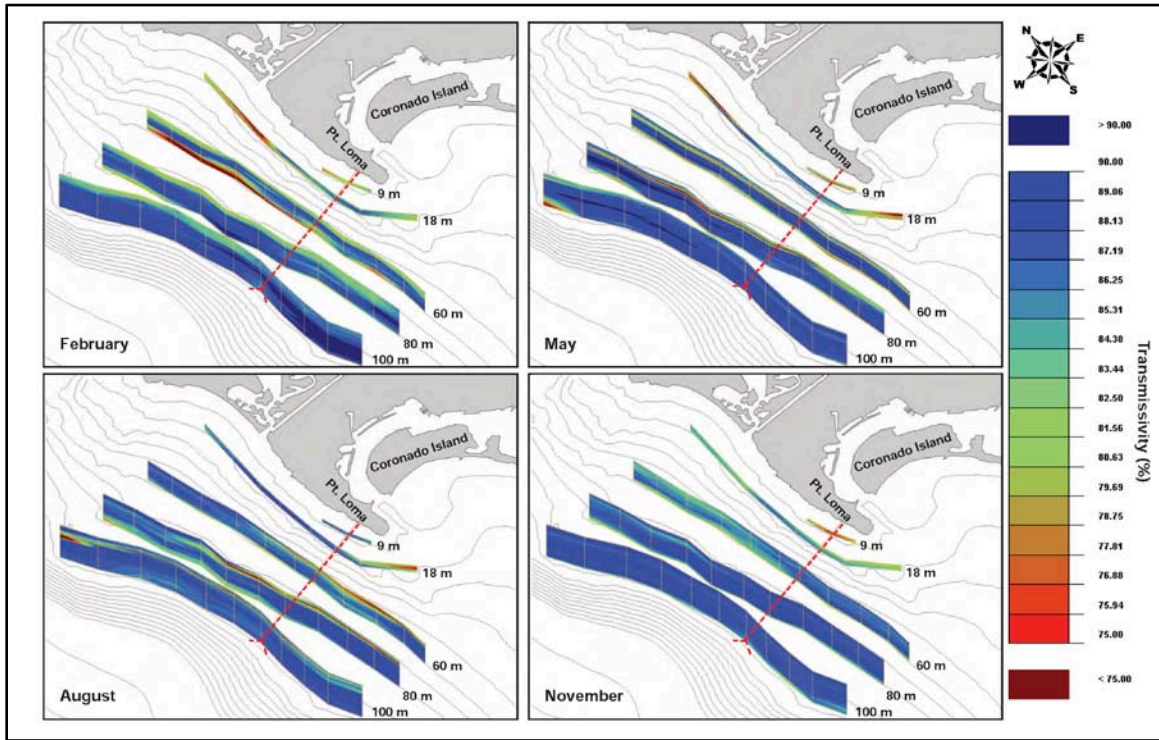 Coronado Island
Pt. Loma
9 m
18 m
60 m
80 m
100 m
February
Coronado Island
Pt. Loma
9 m
18 m
60 m
80 m
100 m
May
Coronado Island
Pt. Loma
9 m
18 m
60 m
80 m
100 m
August
Coronado Island
Pt. Loma
9 m
18 m
60 m
80 m
100 m
November
N
E
W
S
> 90.00
90.00
89.06
88.13
87.19
86.25
85.31
84.38
83.44
82.50
81.56
80.63
79.69
78.75
77.81
76.88
75.94
75.00
< 75.00
Transmissivity (%)